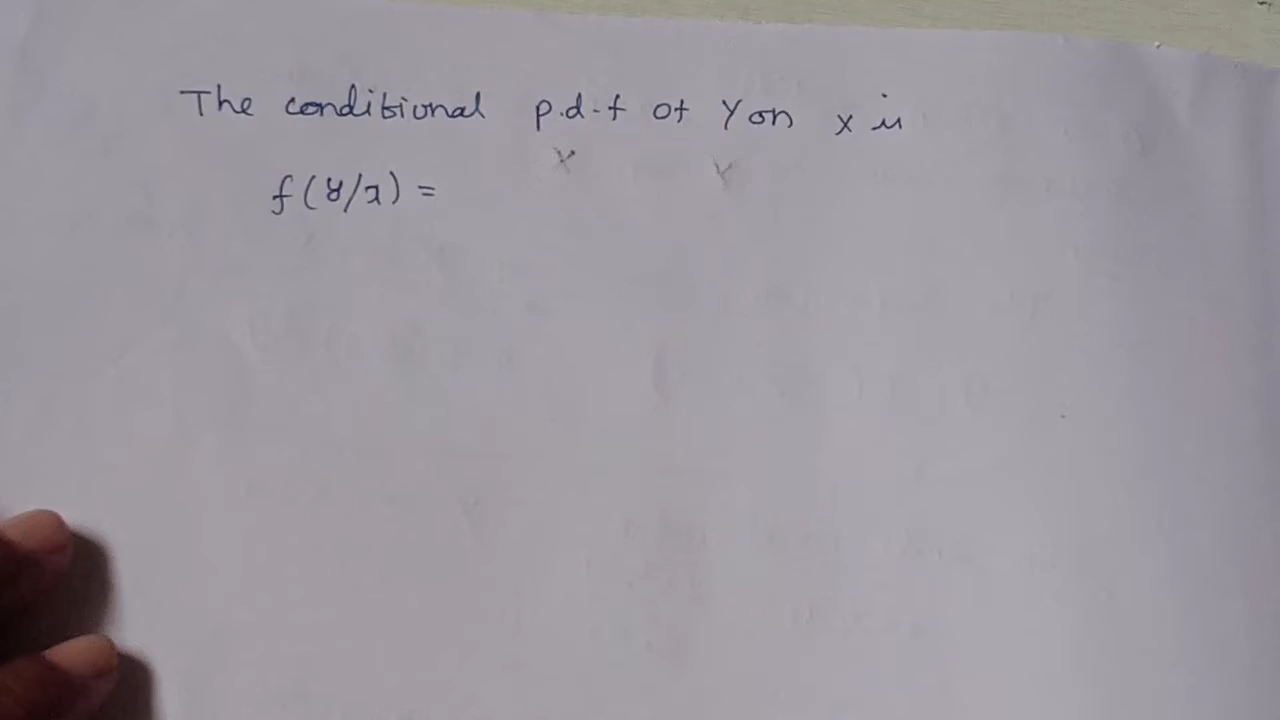 The conditional p.d.f of Y on X is
f(y/x) =